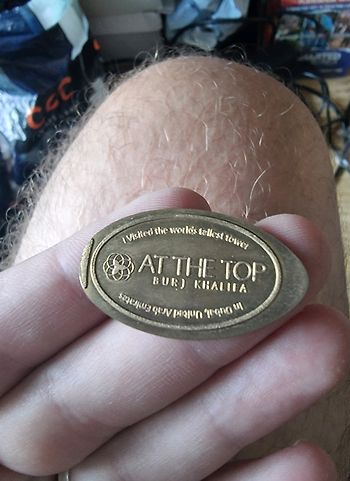 I Visited the world's tallest tower
AT THE TOP
BURJ KHALIFA
In Dubai, United Arab Emirates